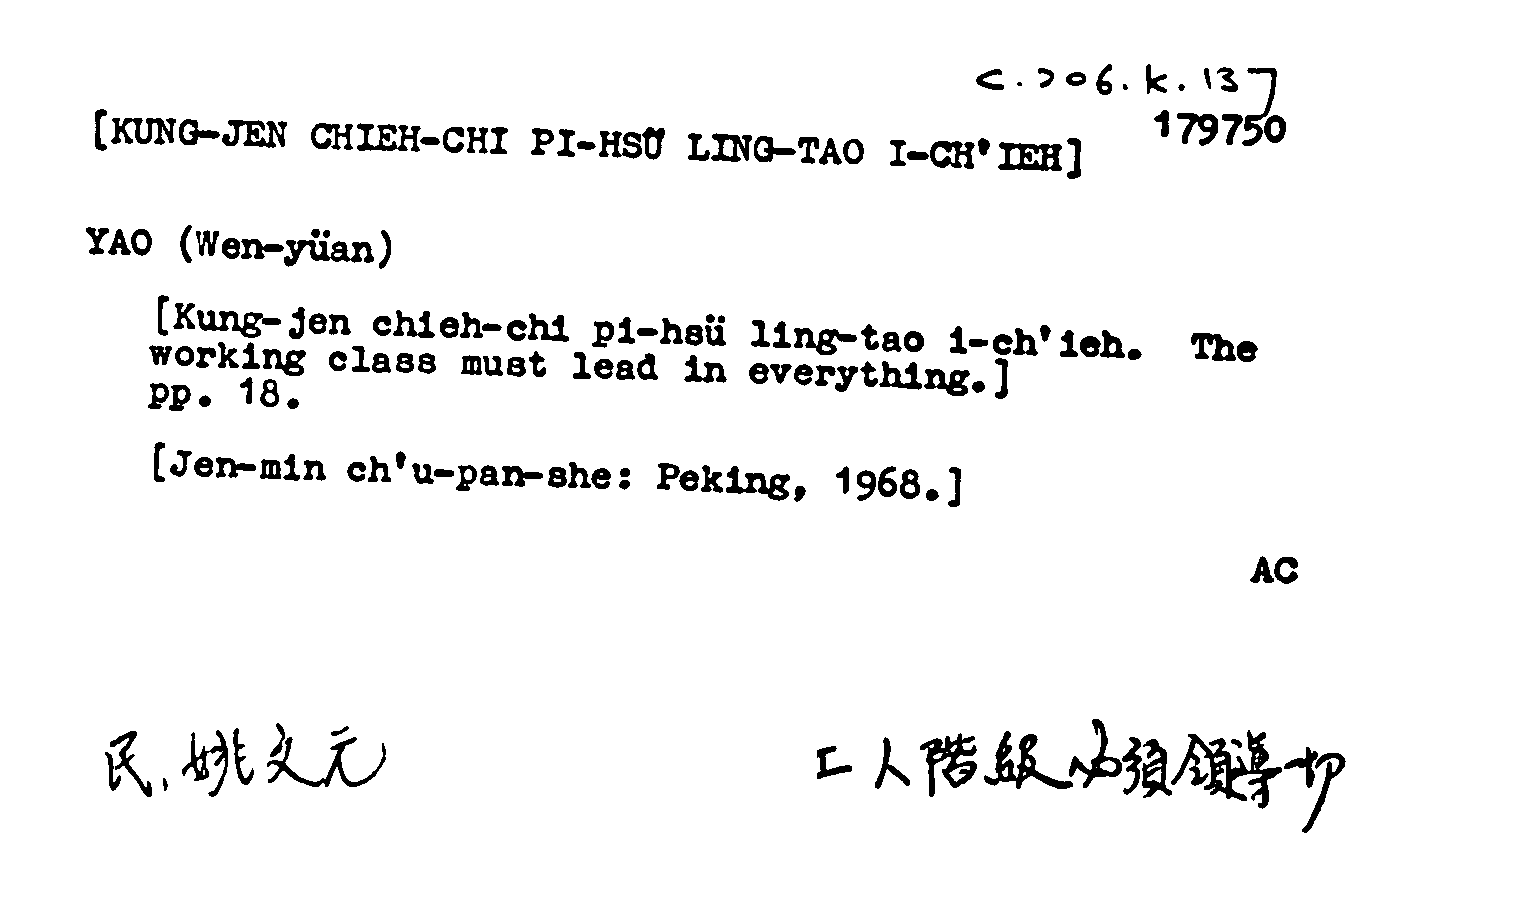 C.706.k.137
179750
[KUNG-JEN CHIEH-CHI PI-HSÜ LING-TAO I-CH'IEH]
YAO (Wen-yüan)
[Kung-jen chieh-chi pi-hsü ling-tao i-ch'ieh. The
working class must lead in everything.]
pp. 18.
[Jen-min ch'u-pan-she: Peking, 1968.]
AC
民、姚文元
工人階級必須領導一切